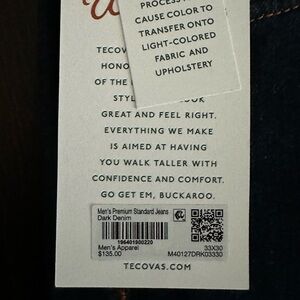 PROCESS
CAUSE COLOR TO
TRANSFER ONTO
LIGHT-COLORED
FABRIC AND
UPHOLSTERY
TECOVAS
HONO
OF THE
STYL
GREAT AND FEEL RIGHT.
EVERYTHING WE MAKE
IS AIMED AT HAVING
YOU WALK TALLER WITH
CONFIDENCE AND COMFORT.
GO GET EM, BUCKAROO.
Men's Premium Standard Jeans
Dark Denim
196401900220
Men's Apparel 33X30
$135.00 M40127DRK03330
TECOVAS.COM